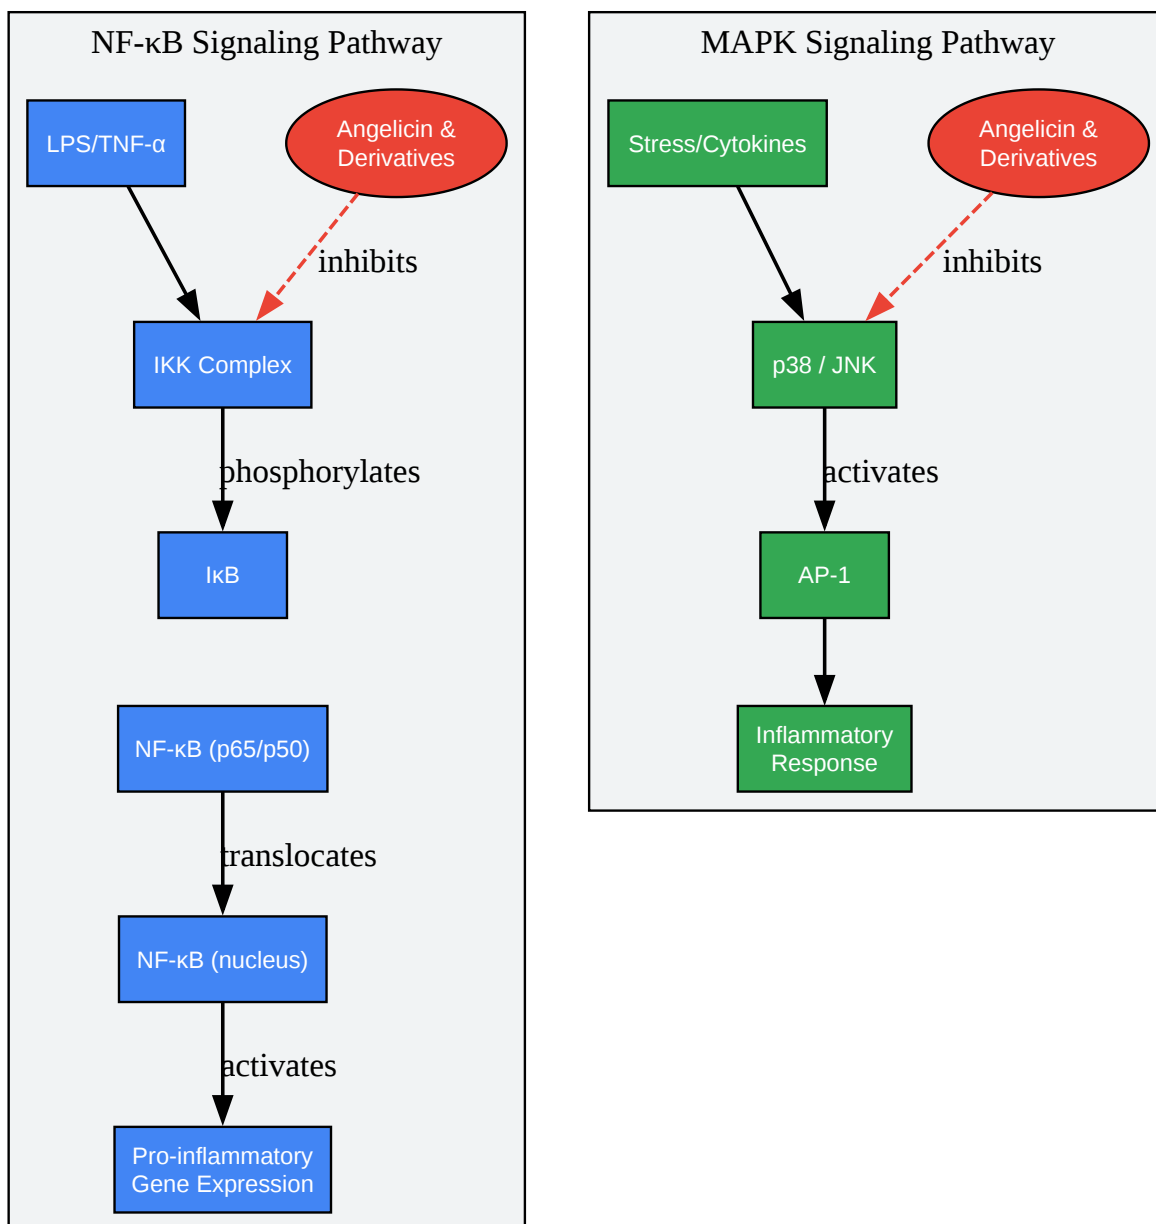 NF-κB Signaling Pathway
LPS/TNF-α
Angelicin &
Derivatives
inhibits
IKK Complex
phosphorylates
IκB
NF-κB (p65/p50)
translocates
NF-κB (nucleus)
activates
Pro-inflammatory
Gene Expression
MAPK Signaling Pathway
Stress/Cytokines
Angelicin &
Derivatives
inhibits
p38 / JNK
activates
AP-1
Inflammatory
Response